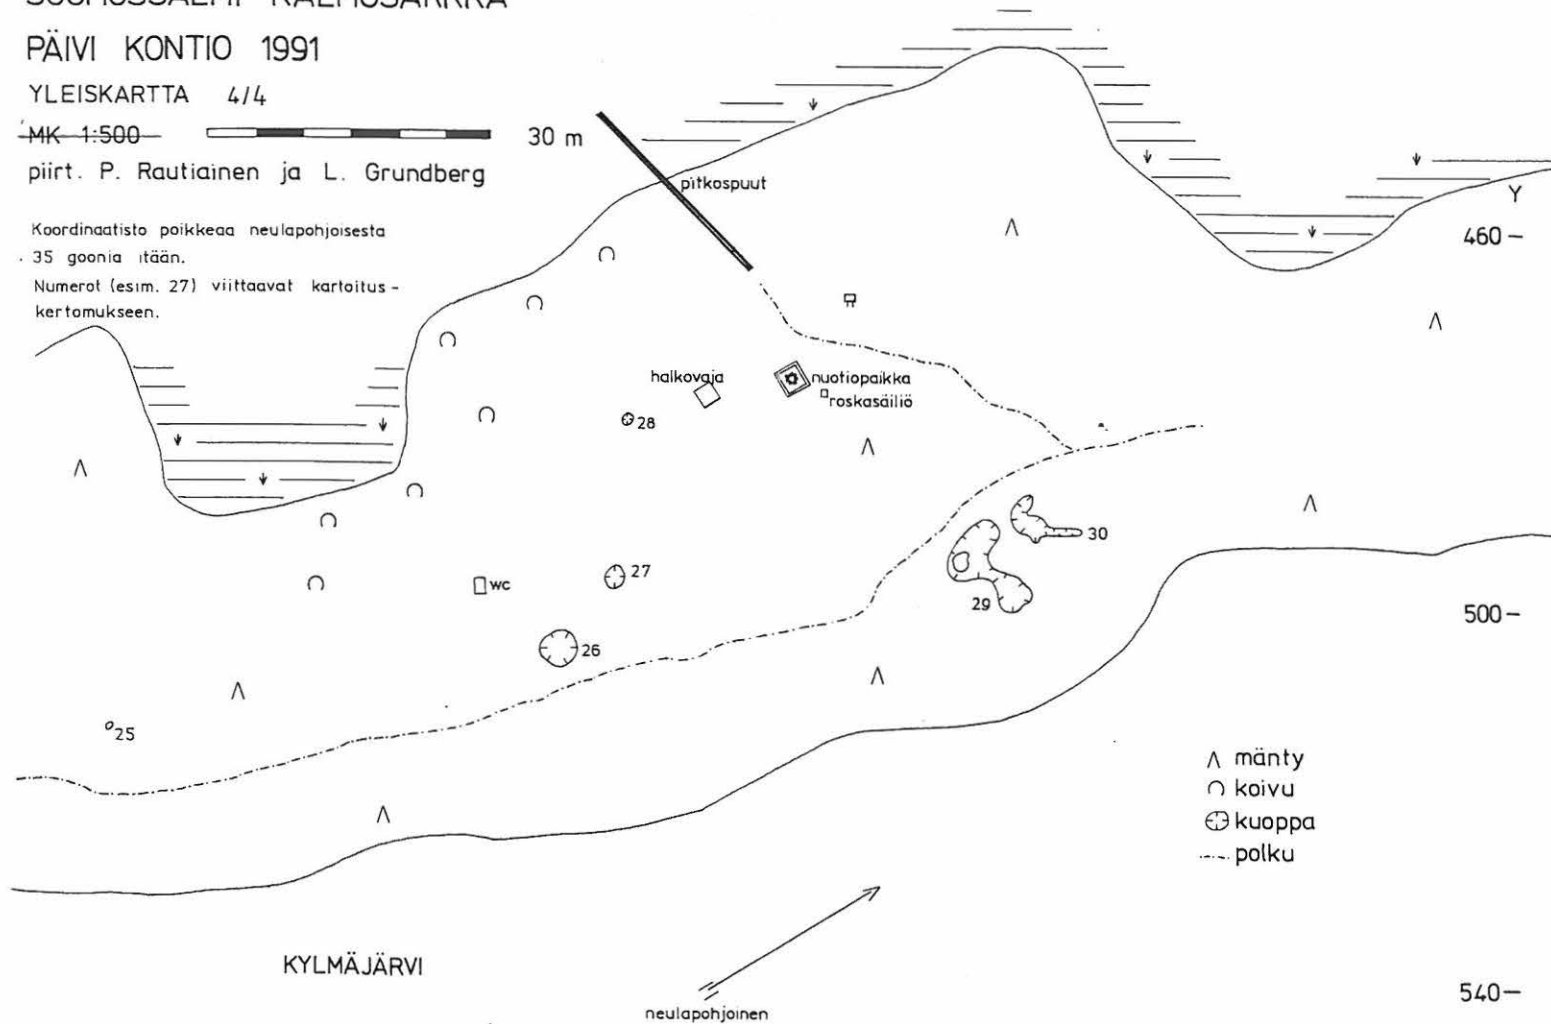 SUOMUSSALMI KALMOSÄRKKÄ
PÄIVI KONTIO 1991
YLEISKARTTA 4/4
MK 1:500
30 m
piirt. P. Rautiainen ja L. Grundberg
Koordinaatisto poikkeaa neulapohjoisesta
35 goonia itään.
Numerot (esim. 27) viittaavat kartoitus-
kertomukseen.
pitkospuut
Y
460-
halkovaja
nuotiopaikka
roskasäiliö
28
30
wc
27
29
500-
26
25
mänty
koivu
kuoppa
polku
KYLMÄJÄRVI
neulapohjoinen
540-